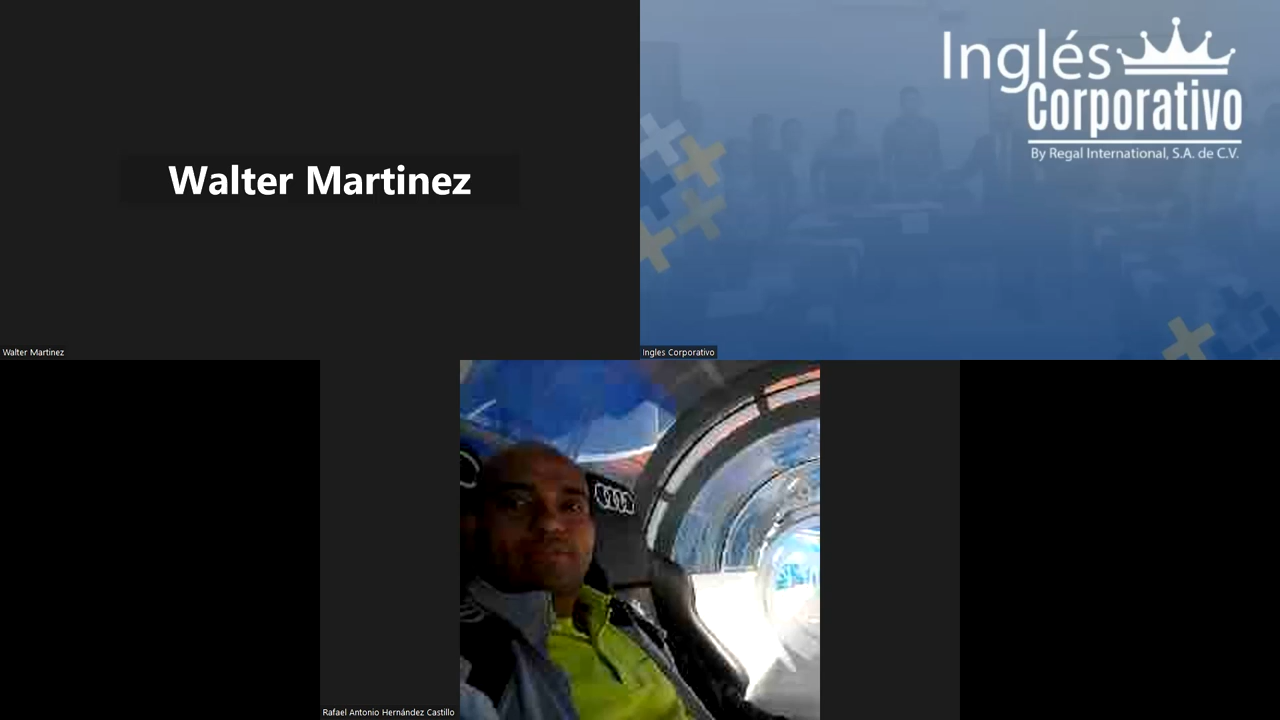 Walter Martinez
Walter Martinez
Inglés
Corporativo
By Regal International, S.A. de C.V.
Ingles Corporativo
Rafael Antonio Hernández Castillo